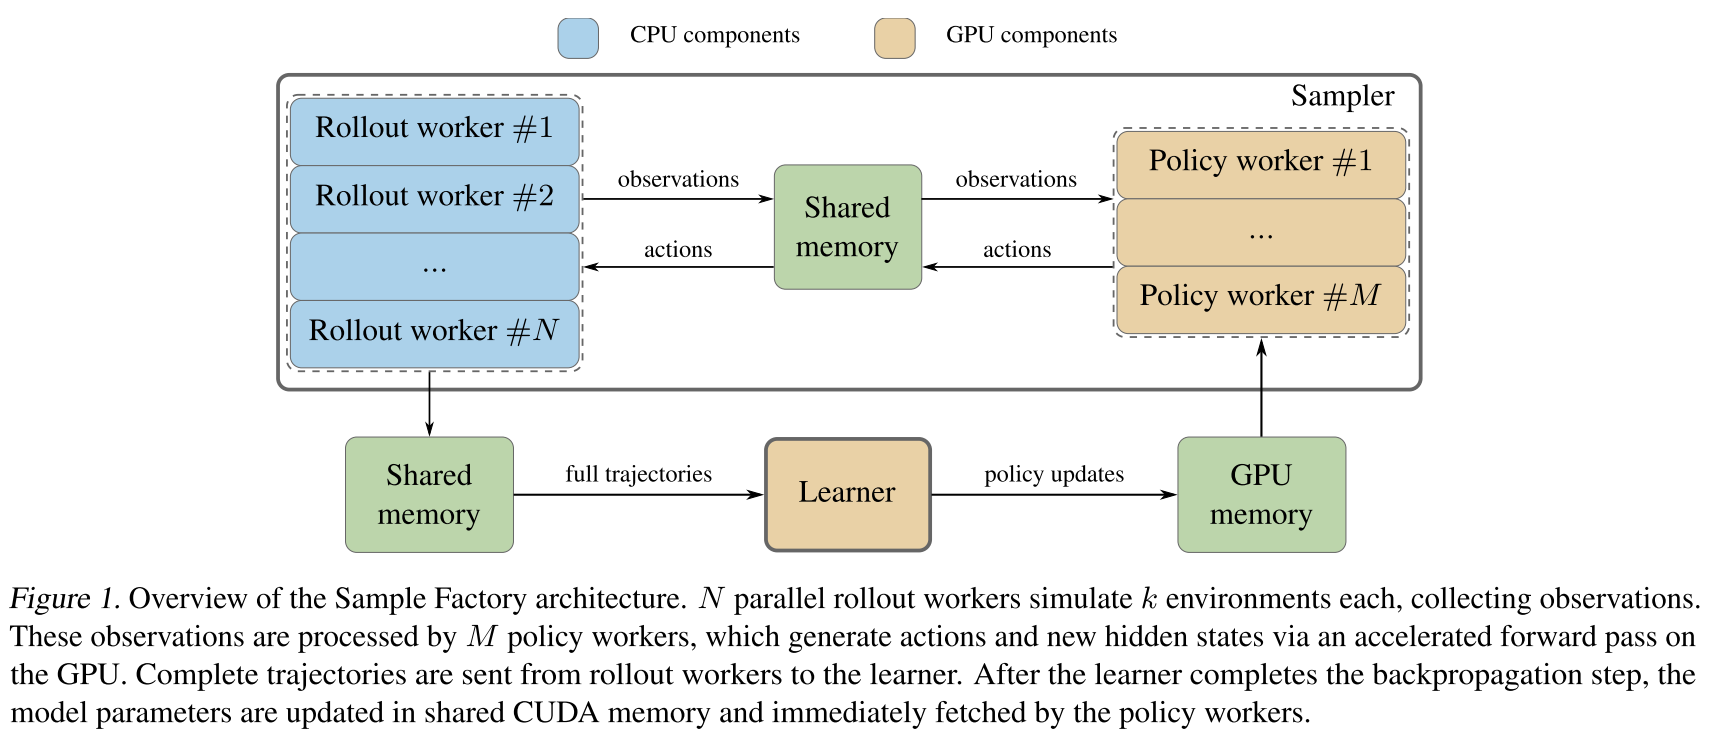 CPU components
GPU components
Sampler
Rollout worker #1
Rollout worker #2
...
Rollout worker #N
observations
actions
Shared
memory
observations
actions
Policy worker #1
...
Policy worker #M
Shared
memory
full trajectories
Learner
policy updates
GPU
memory
Figure 1. Overview of the Sample Factory architecture. N parallel rollout workers simulate k environments each, collecting observations.
These observations are processed by M policy workers, which generate actions and new hidden states via an accelerated forward pass on
the GPU. Complete trajectories are sent from rollout workers to the learner. After the learner completes the backpropagation step, the
model parameters are updated in shared CUDA memory and immediately fetched by the policy workers.